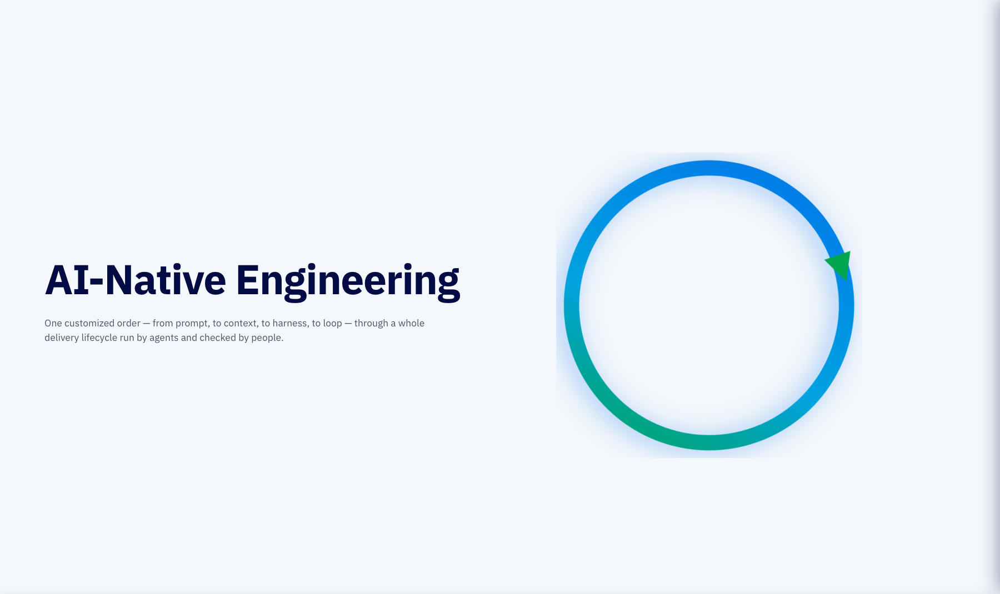 AI-Native Engineering
One customized order — from prompt, to context, to harness, to loop — through a whole
delivery lifecycle run by agents and checked by people.